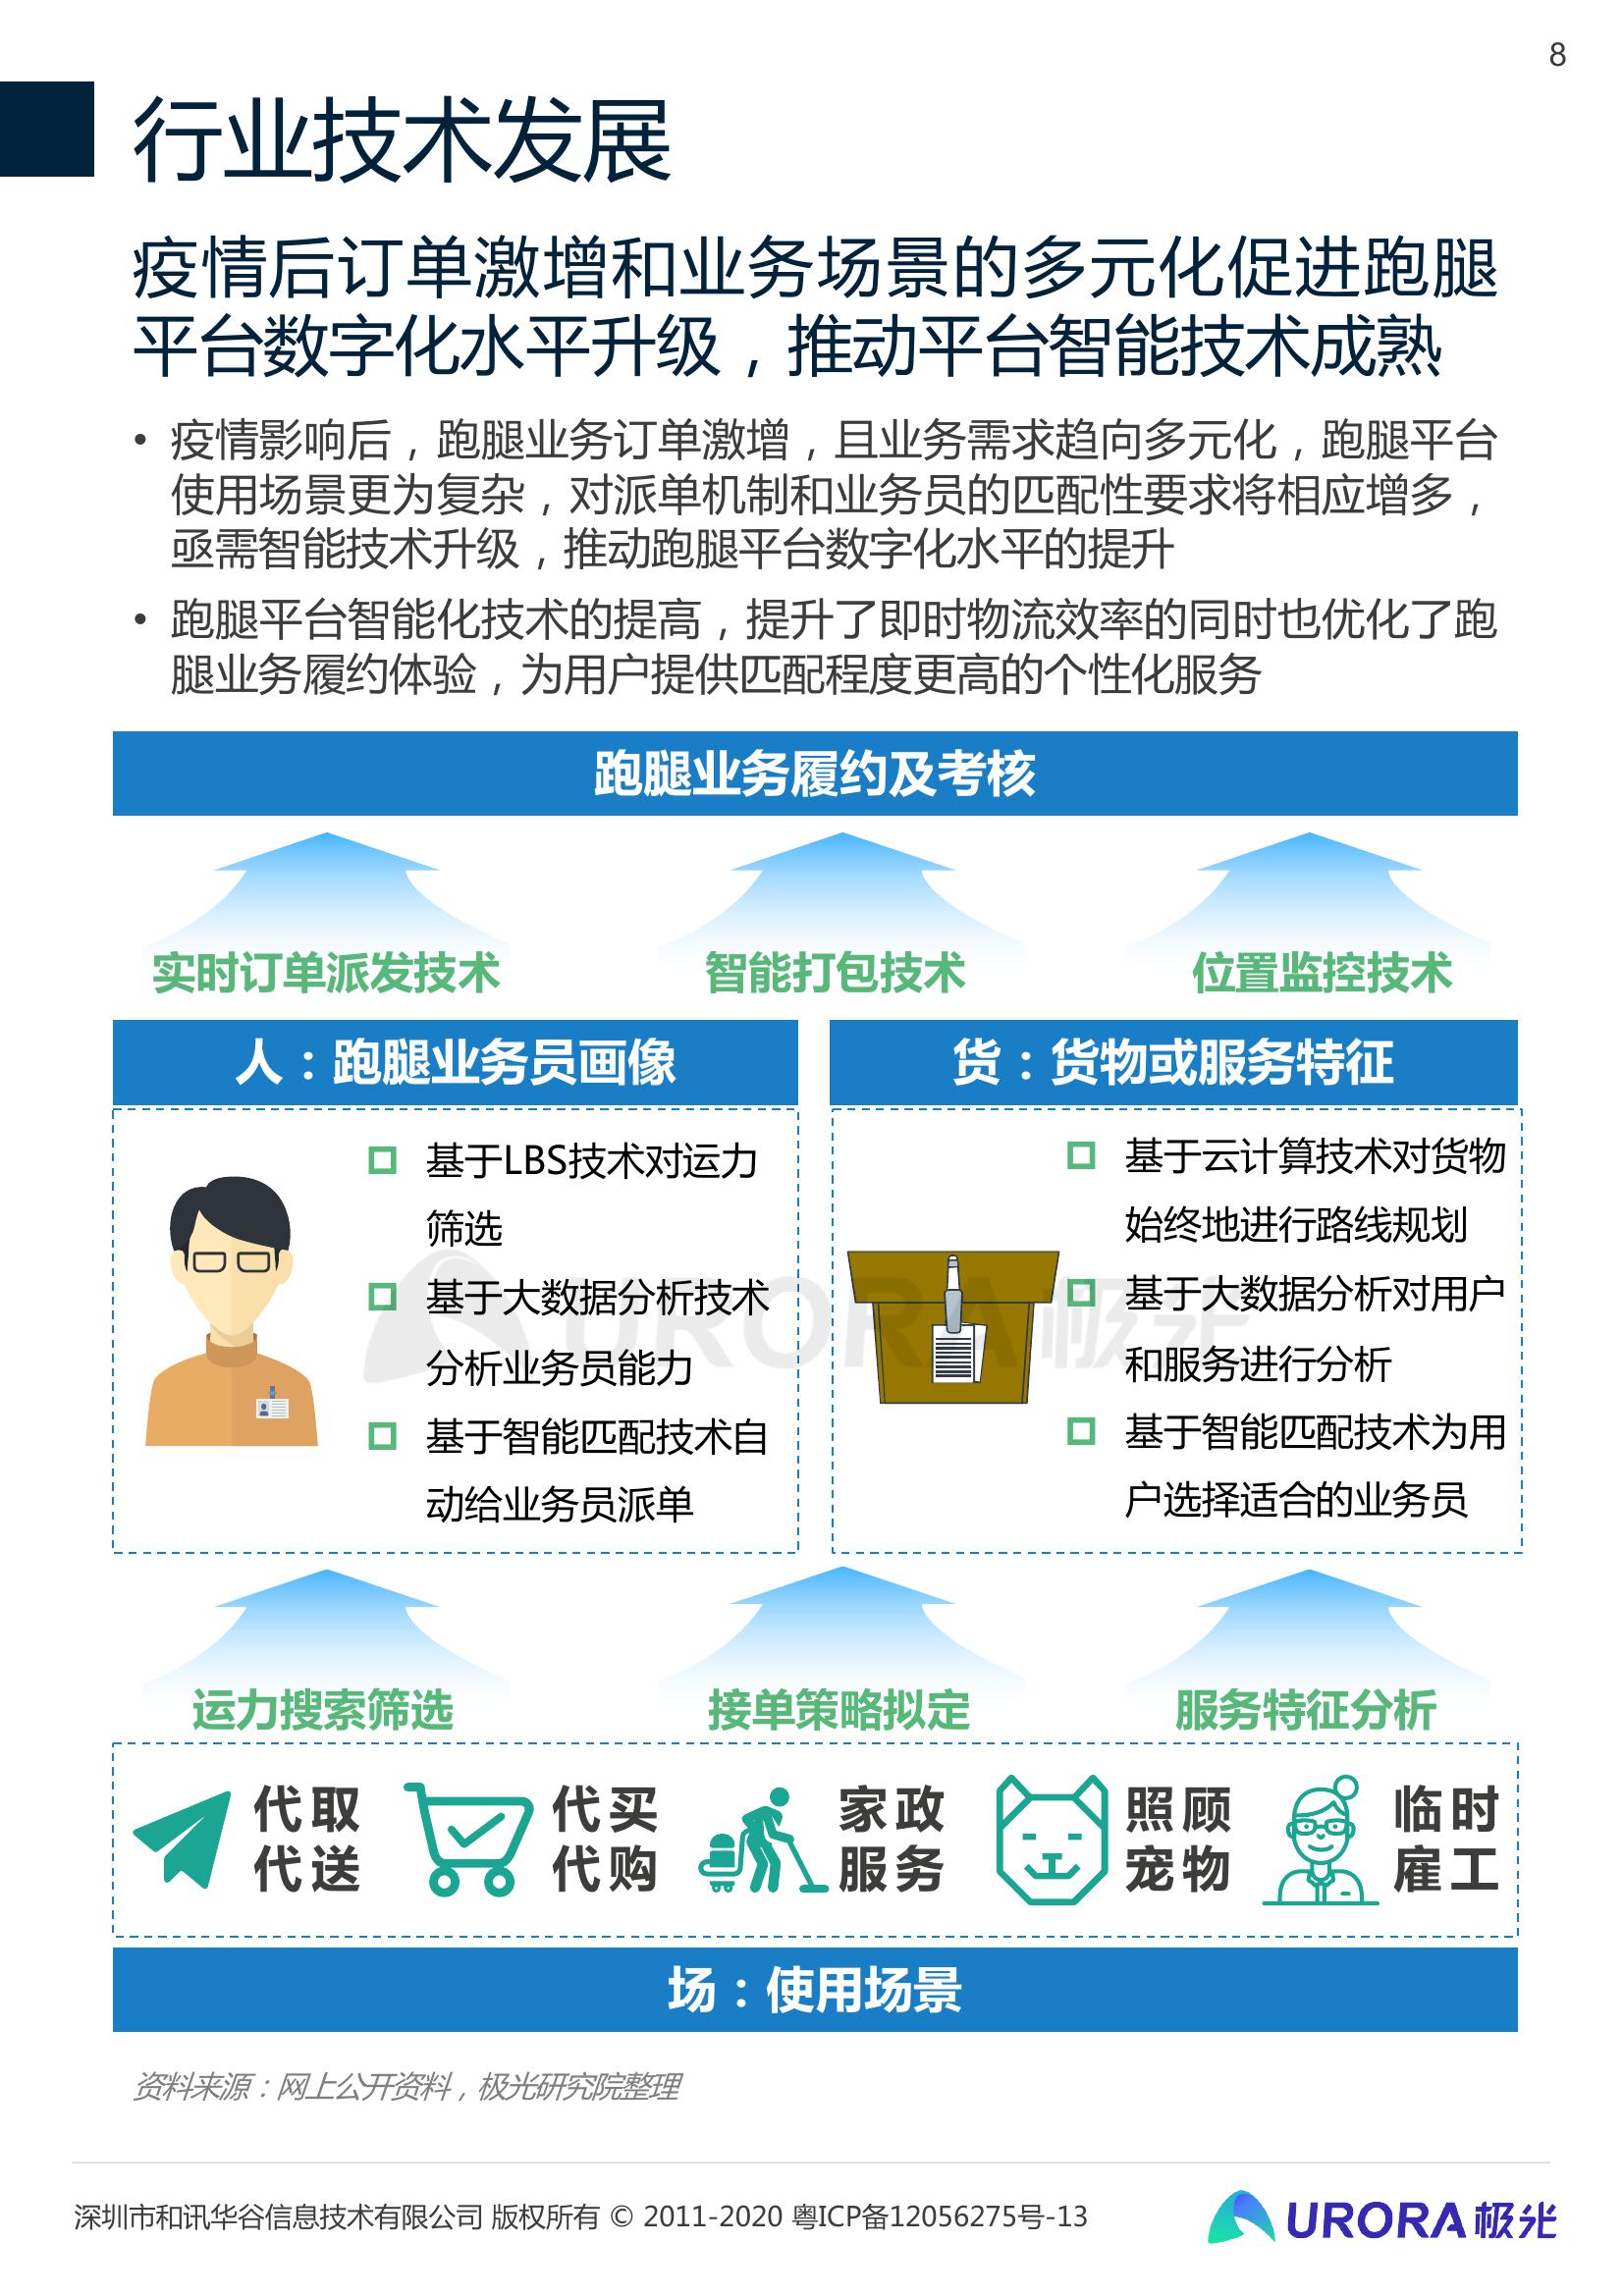 8
行业技术发展
疫情后订单激增和业务场景的多元化促进跑腿
平台数字化水平升级，推动平台智能技术成熟
• 疫情影响后，跑腿业务订单激增，且业务需求趋向多元化，跑腿平台
使用场景更为复杂，对派单机制和业务员的匹配性要求将相应增多，
亟需智能技术升级，推动跑腿平台数字化水平的提升
• 跑腿平台智能化技术的提高，提升了即时物流效率的同时也优化了跑
腿业务履约体验，为用户提供匹配程度更高的个性化服务
跑腿业务履约及考核
实时订单派发技术
智能打包技术
位置监控技术
人：跑腿业务员画像
基于LBS技术对运力
筛选
基于大数据分析技术
分析业务员能力
基于智能匹配技术自
动给业务员派单
货：货物或服务特征
基于云计算技术对货物
始终地进行路线规划
基于大数据分析对用户
和服务进行分析
基于智能匹配技术为用
户选择适合的业务员
URORA极光
运力搜索筛选
接单策略拟定
服务特征分析
代取
代送
代买
代购
家政
服务
照顾
宠物
临时
雇工
场：使用场景
资料来源：网上公开资料，极光研究院整理
深圳市和讯华谷信息技术有限公司 版权所有 © 2011-2020 粤ICP备12056275号-13
URORA极光